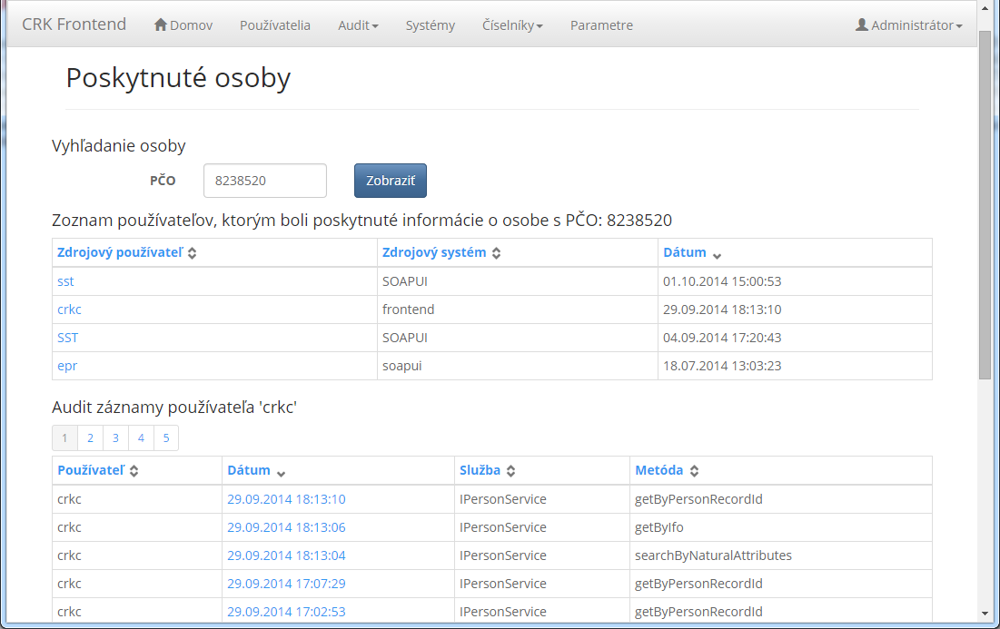 CRK Frontend Domov Používatelia Audit Systémy Číselníky Parametre Administrátor
Poskytnuté osoby
Vyhľadanie osoby
PČO 8238520 Zobraziť
Zoznam používateľov, ktorým boli poskytnuté informácie o osobe s PČO: 8238520
Zdrojový používateľ Zdrojový systém Dátum
sst SOAPUI 01.10.2014 15:00:53
crkc frontend 29.09.2014 18:13:10
SST SOAPUI 04.09.2014 17:20:43
epr soapui 18.07.2014 13:03:23
Audit záznamy používateľa 'crkc'
1 2 3 4 5
Používateľ Dátum Služba Metóda
crkc 29.09.2014 18:13:10 IPersonService getByPersonRecordId
crkc 29.09.2014 18:13:06 IPersonService getByIfo
crkc 29.09.2014 18:13:04 IPersonService searchByNaturalAttributes
crkc 29.09.2014 17:07:29 IPersonService getByPersonRecordId
crkc 29.09.2014 17:02:53 IPersonService getByPersonRecordId